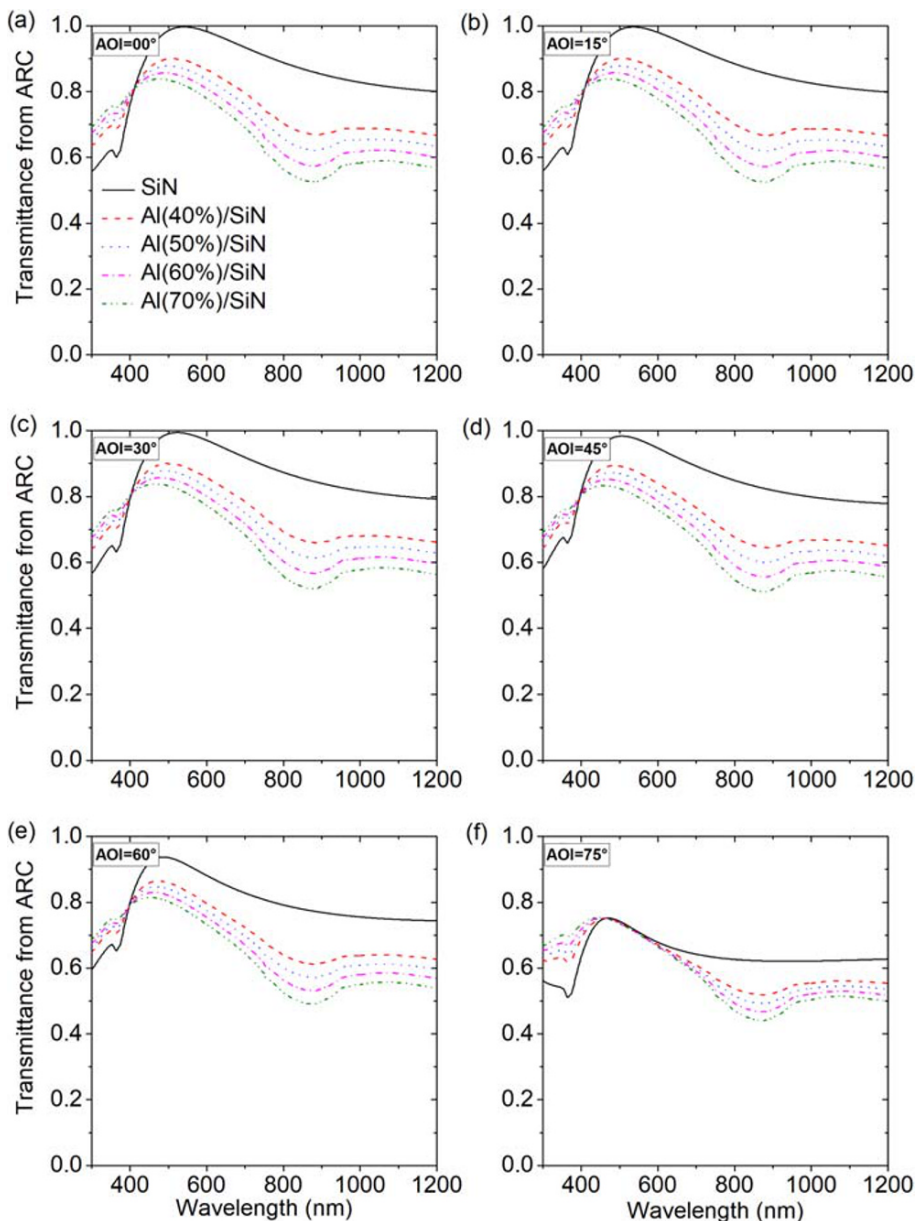 (a)
AOI=00°
Transmittance from ARC
1.0
0.8
0.6
0.4
0.2
0.0
SiN
Al(40%)/SiN
Al(50%)/SiN
Al(60%)/SiN
Al(70%)/SiN
400 600 800 1000 1200
(b)
AOI=15°
1.0
0.8
0.6
0.4
0.2
0.0
400 600 800 1000 1200
(c)
AOI=30°
Transmittance from ARC
1.0
0.8
0.6
0.4
0.2
0.0
400 600 800 1000 1200
(d)
AOI=45°
1.0
0.8
0.6
0.4
0.2
0.0
400 600 800 1000 1200
(e)
AOI=60°
Transmittance from ARC
1.0
0.8
0.6
0.4
0.2
0.0
400 600 800 1000 1200
Wavelength (nm)
(f)
AOI=75°
1.0
0.8
0.6
0.4
0.2
0.0
400 600 800 1000 1200
Wavelength (nm)